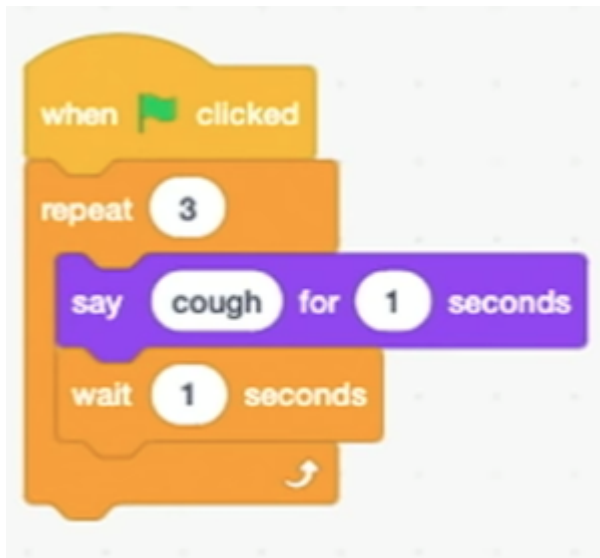 when clicked
repeat 3
say cough for 1 seconds
wait 1 seconds